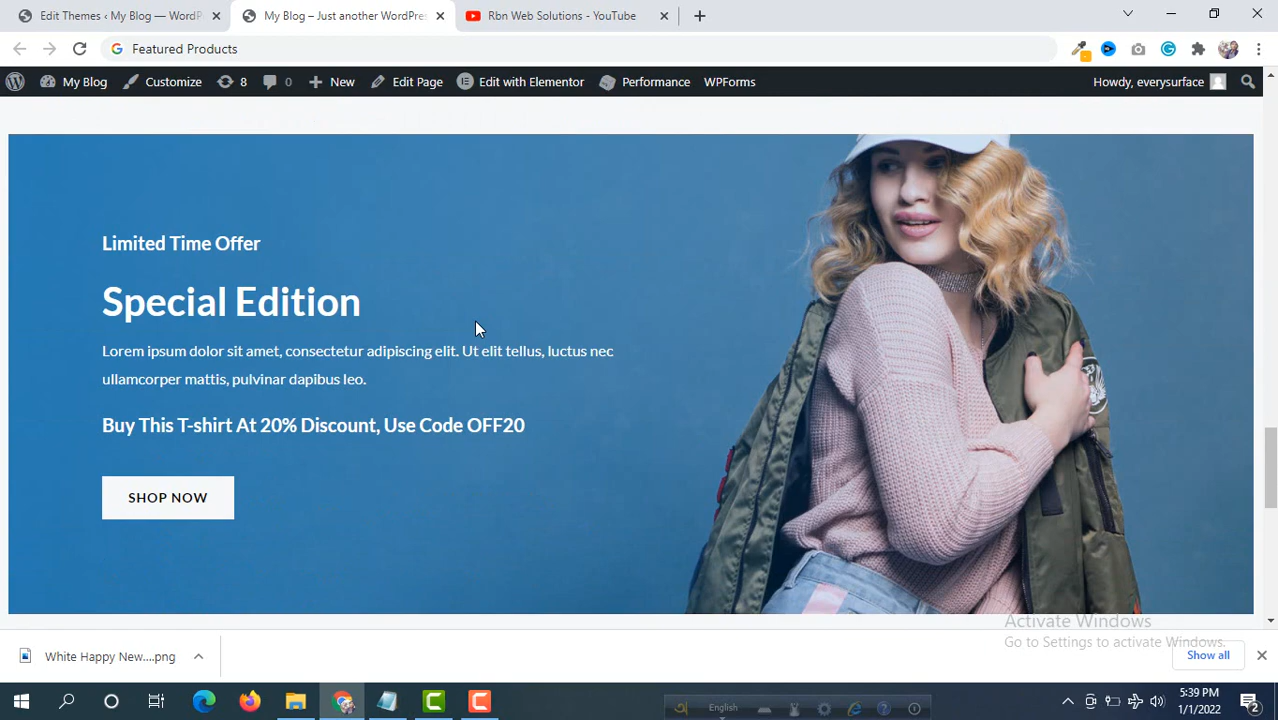 Edit Themes ‹ My Blog — WordP
My Blog – Just another WordPres
Rbn Web Solutions - YouTube
Featured Products
My Blog
Customize
8
0
New
Edit Page
Edit with Elementor
Performance
WPForms
Howdy, everysurface
Limited Time Offer
Special Edition
Lorem ipsum dolor sit amet, consectetur adipiscing elit. Ut elit tellus, luctus nec
ullamcorper mattis, pulvinar dapibus leo.
Buy This T-shirt At 20% Discount, Use Code OFF20
SHOP NOW
Activate Windows
Go to Settings to activate Windows.
White Happy New....png
Show all
English
5:39 PM
1/1/2022
2